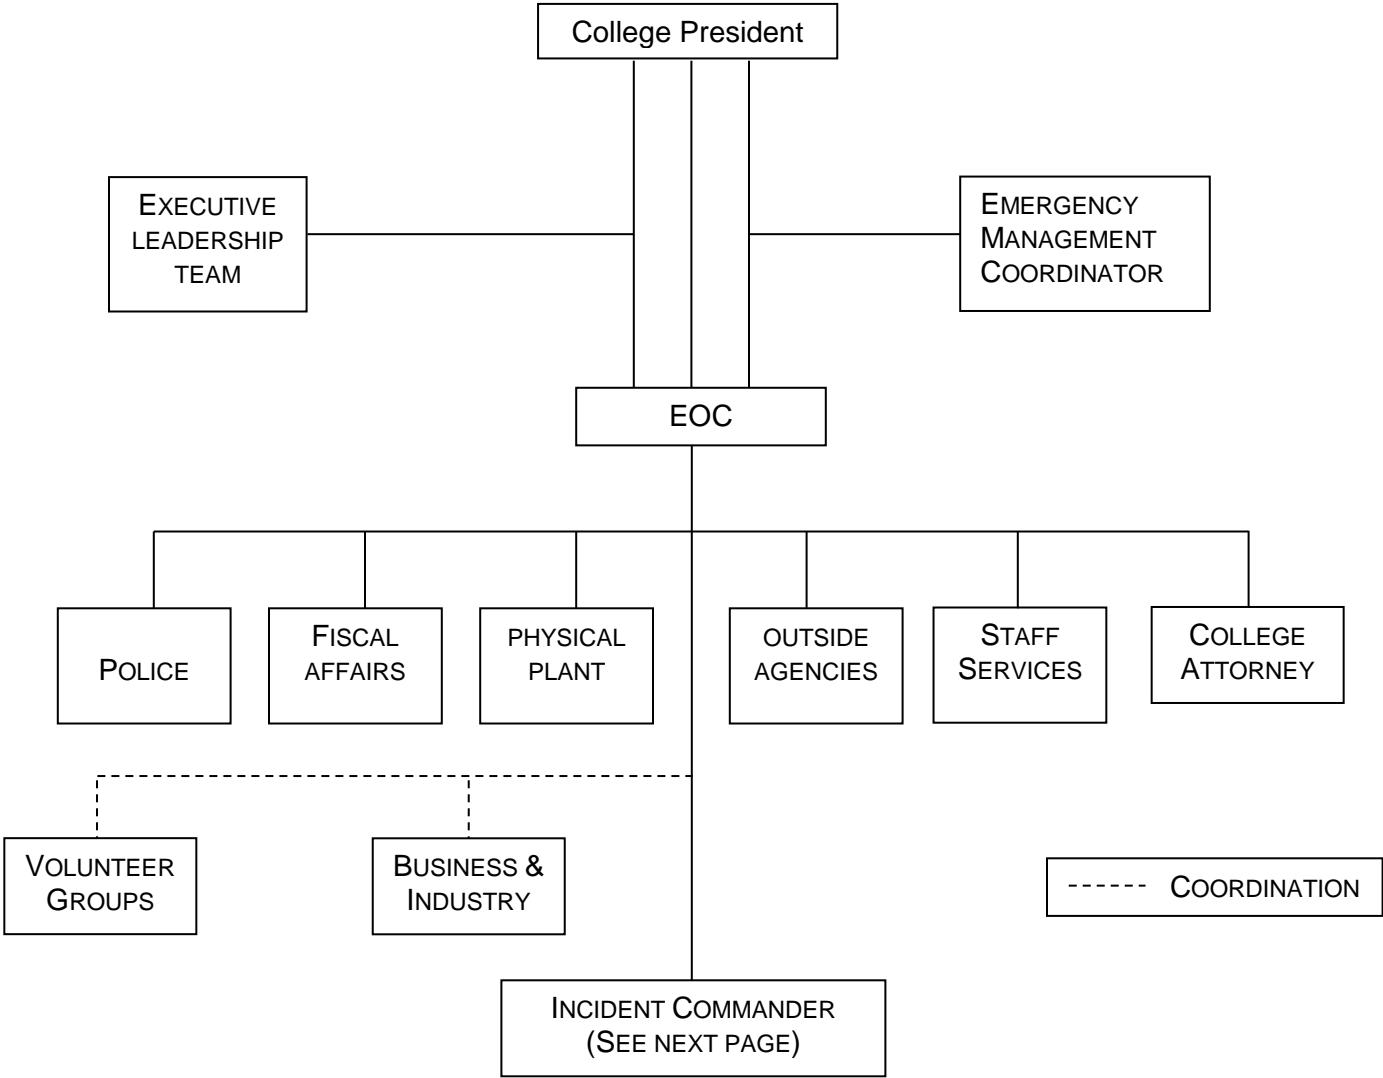 College President
EXECUTIVE
LEADERSHIP
TEAM
EMERGENCY
MANAGEMENT
COORDINATOR
EOC
POLICE
FISCAL
AFFAIRS
PHYSICAL
PLANT
OUTSIDE
AGENCIES
STAFF
SERVICES
COLLEGE
ATTORNEY
VOLUNTEER
GROUPS
BUSINESS &
INDUSTRY
COORDINATION
INCIDENT COMMANDER
(SEE NEXT PAGE)